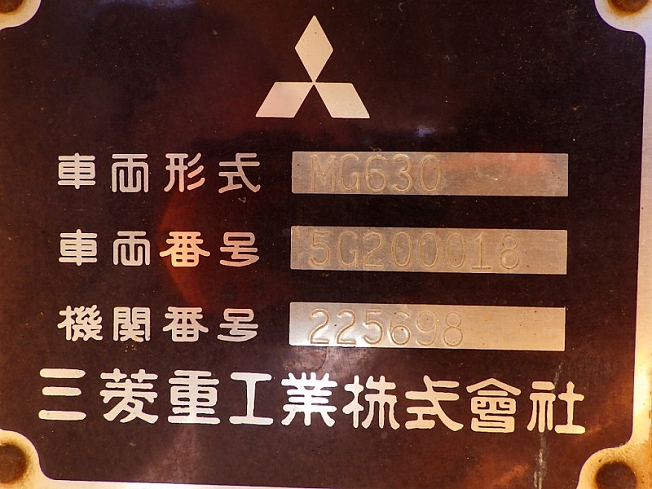 車両形式 MG630
車両番号 5G200018
機関番号 225698
三菱重工業株式會社